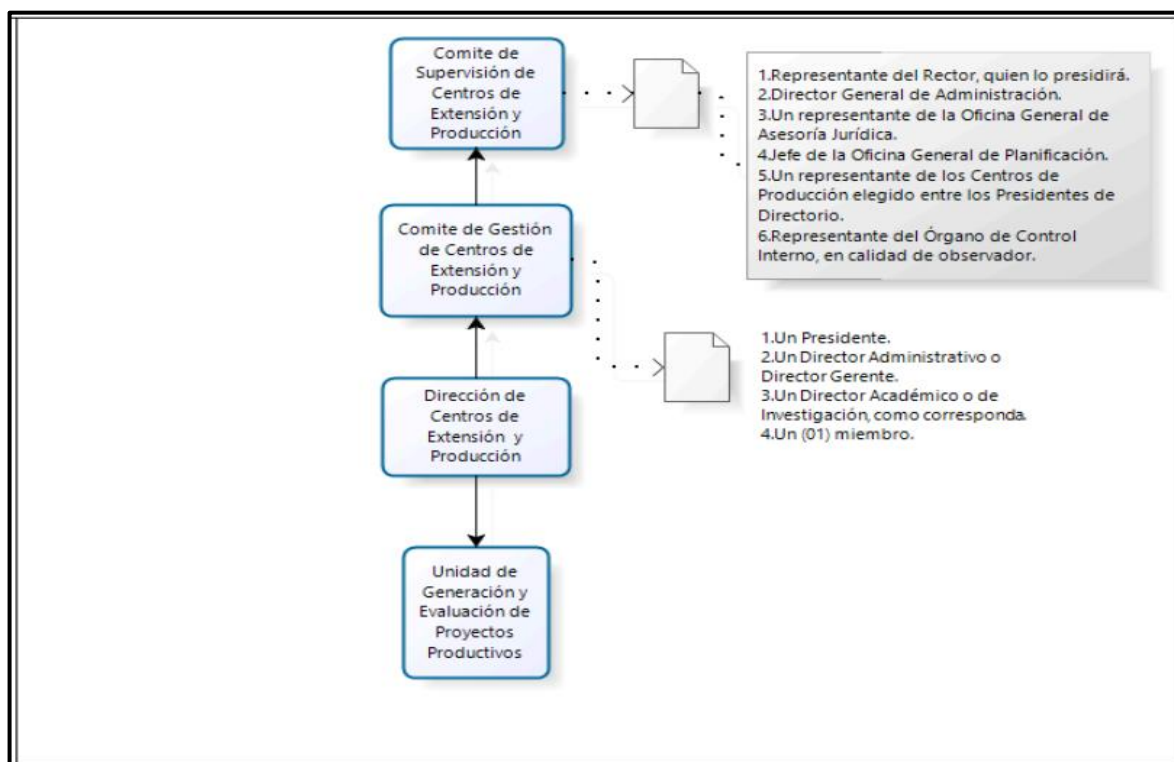 Comite de
Supervisión de
Centros de
Extensión y
Producción
1.Representante del Rector, quien lo presidirá.
2.Director General de Administración.
3.Un representante de la Oficina General de
Asesoría Jurídica.
4.Jefe de la Oficina General de Planificación.
5.Un representante de los Centros de
Producción elegido entre los Presidentes de
Directorio.
6.Representante del Órgano de Control
Interno, en calidad de observador.
Comite de Gestión
de Centros de
Extensión y
Producción
1.Un Presidente.
2.Un Director Administrativo o
Director Gerente.
3.Un Director Académico o de
Investigación, como corresponda.
4.Un (01) miembro.
Dirección de
Centros de
Extensión y
Producción
Unidad de
Generación y
Evaluación de
Proyectos
Productivos